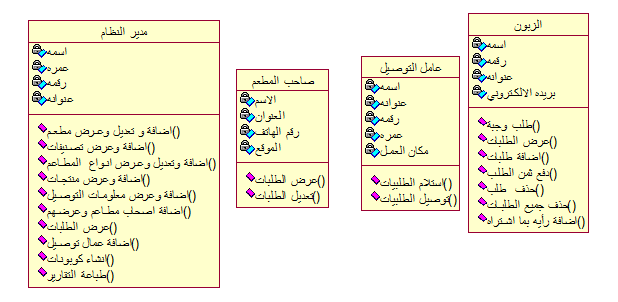 مدير النظام
اسمه
عمره
رقمه
عنوانه
اضافة و تعديل وعرض مطعم()
اضافة وعرض تصنيفات()
اضافة وتعديل وعرض انواع المطاعم()
اضافة وعرض منتجات()
اضافة وعرض معلومات التوصيل()
اضافة اصحاب مطاعم وعرضهم()
عرض الطلبات()
اضافة عمال توصيل()
انشاء كوبونات()
طباعة التقارير()
صاحب المطعم
الاسم
العنوان
رقم الهاتف
الموقع
عرض الطلبات()
تعديل الطلبات()
عامل التوصيل
اسمه
عنوانه
رقمه
عمره
مكان العمل
استلام الطلبيات()
توصيل الطلبيات()
الزبون
اسمه
رقمه
عنوانه
بريده الالكتروني
طلب وجبة()
عرض الطلبات()
اضافة طلبات()
دفع ثمن الطلب()
حذف طلب()
حذف جميع الطلبات()
اضافة رأيه بما اشتراه()